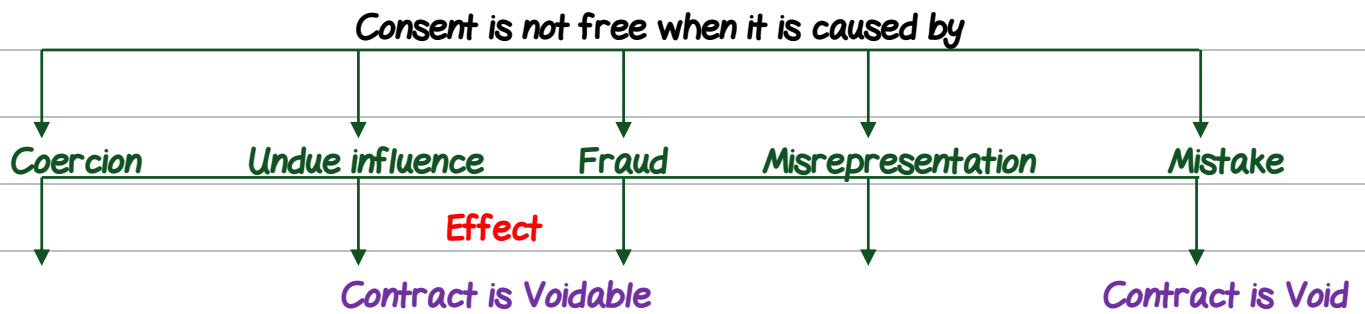 Consent is not free when it is caused by
Coercion Undue influence Fraud Misrepresentation Mistake
Effect
Contract is Voidable Contract is Void